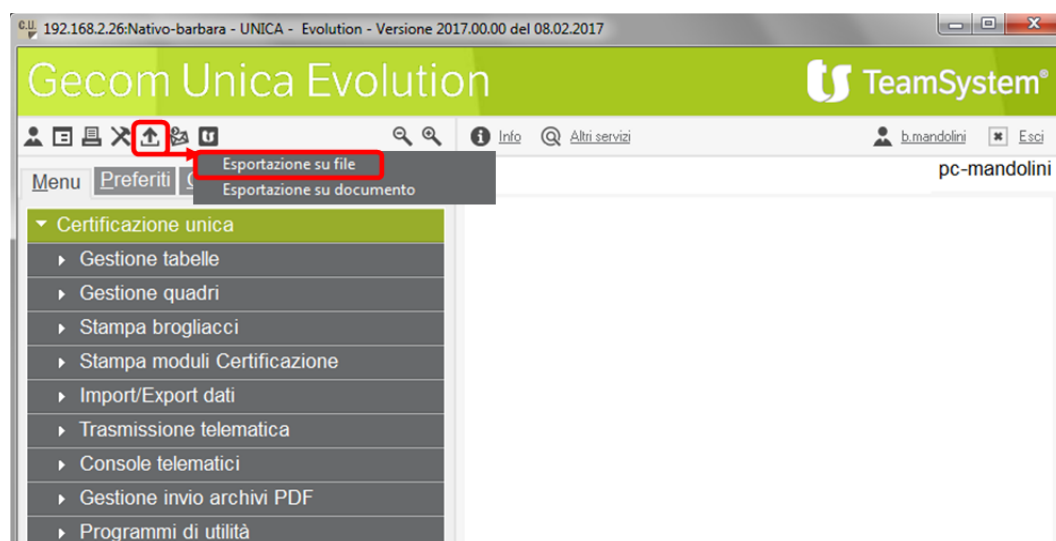 192.168.2.26:Nativo-barbara - UNICA - Evolution - Versione 2017.00.00 del 08.02.2017
Gecom Unica Evolution
TeamSystem®
Info
Altri servizi
b.mandolini
Esci
Esportazione su file
Esportazione su documento
pc-mandolini
Menu
Preferiti
Certificazione unica
Gestione tabelle
Gestione quadri
Stampa brogliacci
Stampa moduli Certificazione
Import/Export dati
Trasmissione telematica
Console telematici
Gestione invio archivi PDF
Programmi di utilità